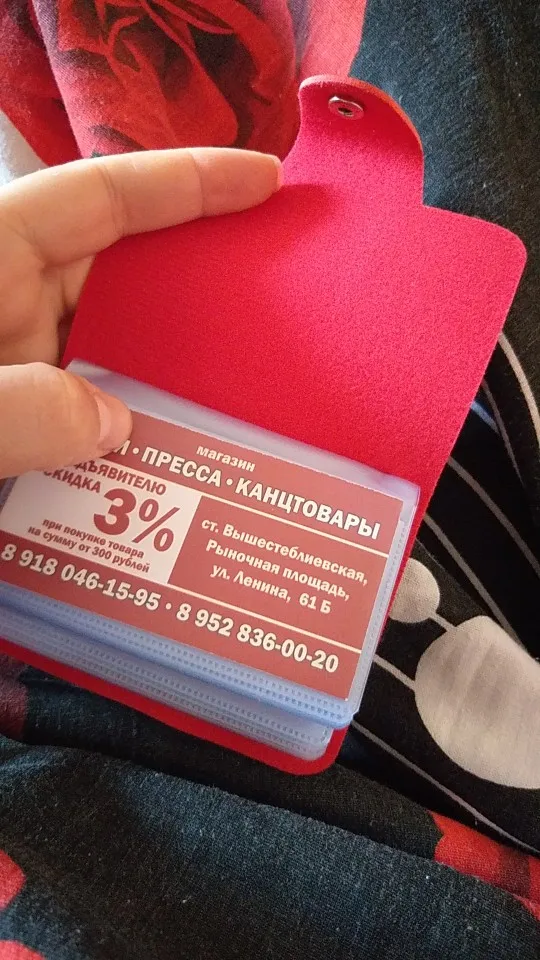 магазин
• ПРЕССА • КАНЦТОВАРЫ
СКИДКА 3%
при покупке товара
на сумму от 300 рублей
ст. Вышестеблиевская,
Рыночная площадь,
ул. Ленина, 61 Б
8 918 046-15-95 • 8 952 836-00-20